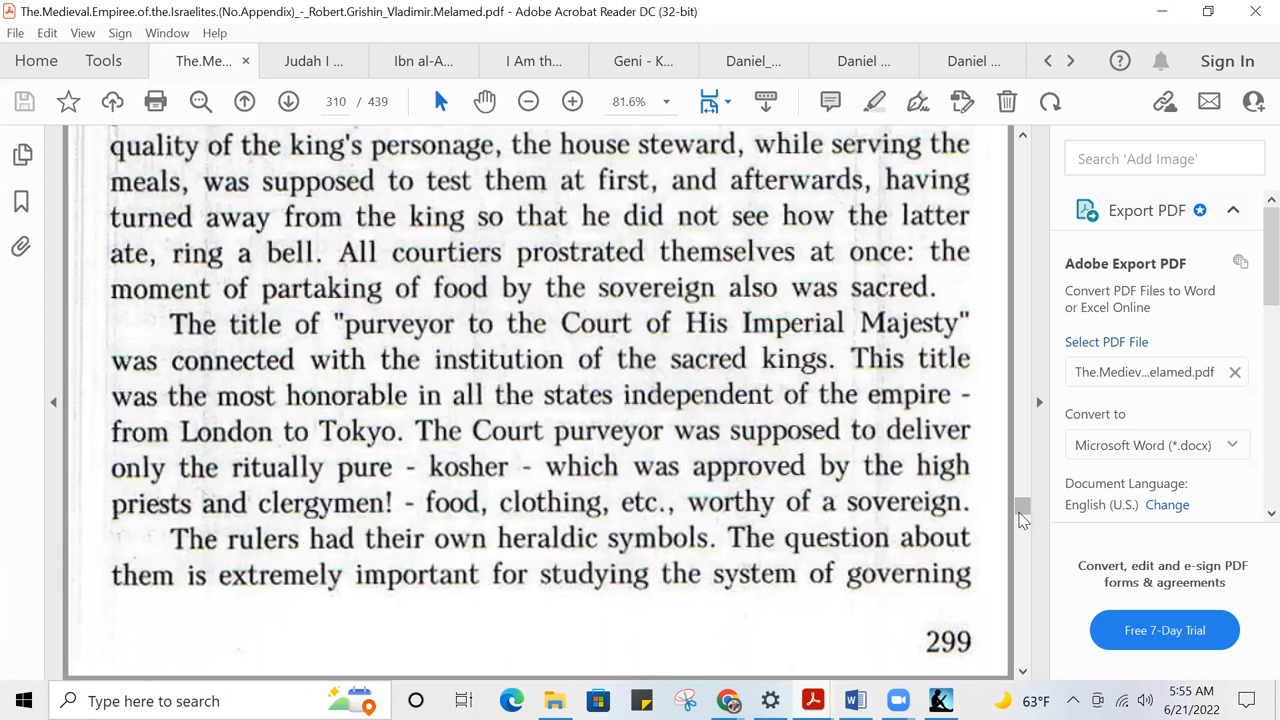 The.Medieval.Empiree.of.the.Israelites.(No.Appendix)_-_Robert.Grishin_Vladimir.Melamed.pdf - Adobe Acrobat Reader DC (32-bit)
File Edit View Sign Window Help
Home Tools The.Me... Judah I ... Ibn al-A... I Am th... Geni - K... Daniel_... Daniel ... Daniel ... Sign In
310 / 439 81.6%
quality of the king's personage, the house steward, while serving the
meals, was supposed to test them at first, and afterwards, having
turned away from the king so that he did not see how the latter
ate, ring a bell. All courtiers prostrated themselves at once: the
moment of partaking of food by the sovereign also was sacred.
The title of "purveyor to the Court of His Imperial Majesty"
was connected with the institution of the sacred kings. This title
was the most honorable in all the states independent of the empire -
from London to Tokyo. The Court purveyor was supposed to deliver
only the ritually pure - kosher - which was approved by the high
priests and clergymen! - food, clothing, etc., worthy of a sovereign.
The rulers had their own heraldic symbols. The question about
them is extremely important for studying the system of governing
299
Search 'Add Image'
Export PDF
Adobe Export PDF
Convert PDF Files to Word
or Excel Online
Select PDF File
The.Mediev...elamed.pdf
Convert to
Microsoft Word (*.docx)
Document Language:
English (U.S.) Change
Convert, edit and e-sign PDF
forms & agreements
Free 7-Day Trial
Type here to search
63°F
5:55 AM
6/21/2022